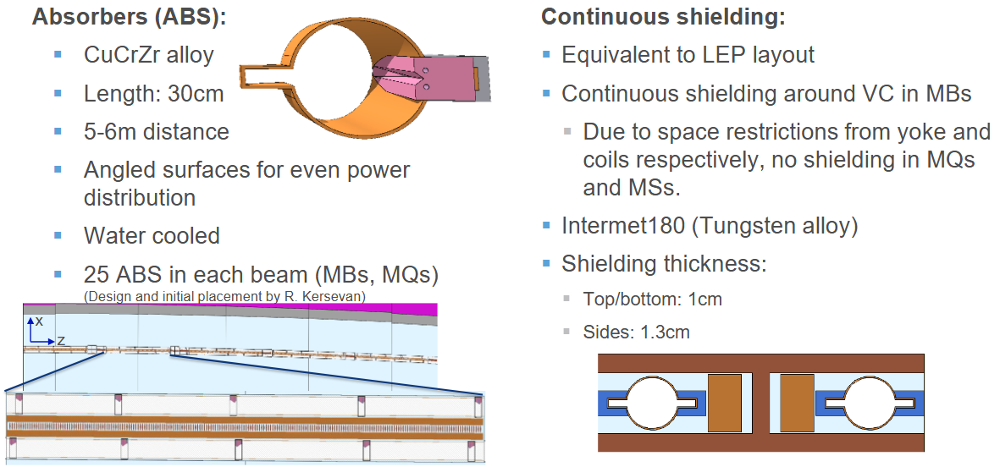 Absorbers (ABS):
CuCrZr alloy
Length: 30cm
5-6m distance
Angled surfaces for even power
distribution
Water cooled
25 ABS in each beam (MBs, MQs)
(Design and initial placement by R. Kersevan)
X
Z
Continuous shielding:
Equivalent to LEP layout
Continuous shielding around VC in MBs
Due to space restrictions from yoke and
coils respectively, no shielding in MQs
and MSs.
Intermet180 (Tungsten alloy)
Shielding thickness:
Top/bottom: 1cm
Sides: 1.3cm